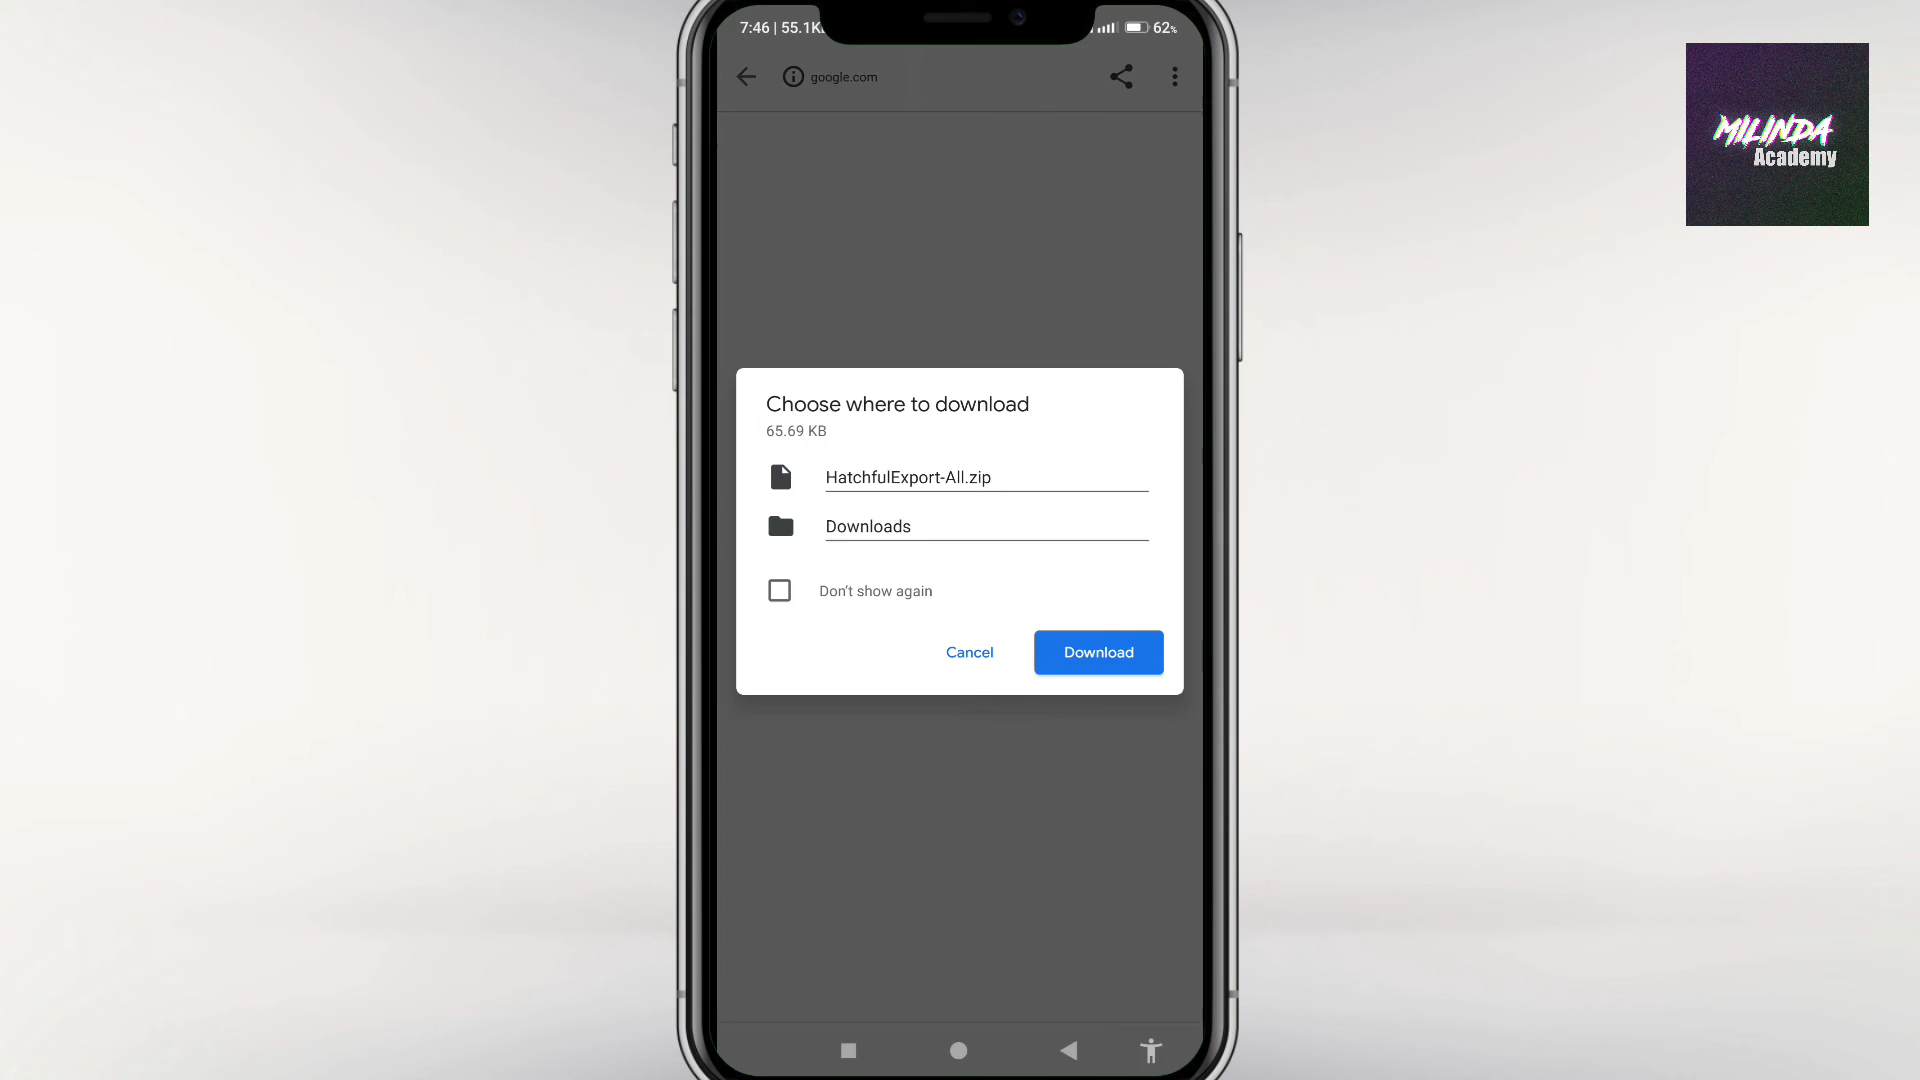 7:46 | 55.1K
62%
google.com
MILINDA
Academy
Choose where to download
65.69 KB
HatchfulExport-All.zip
Downloads
Don't show again
Cancel
Download